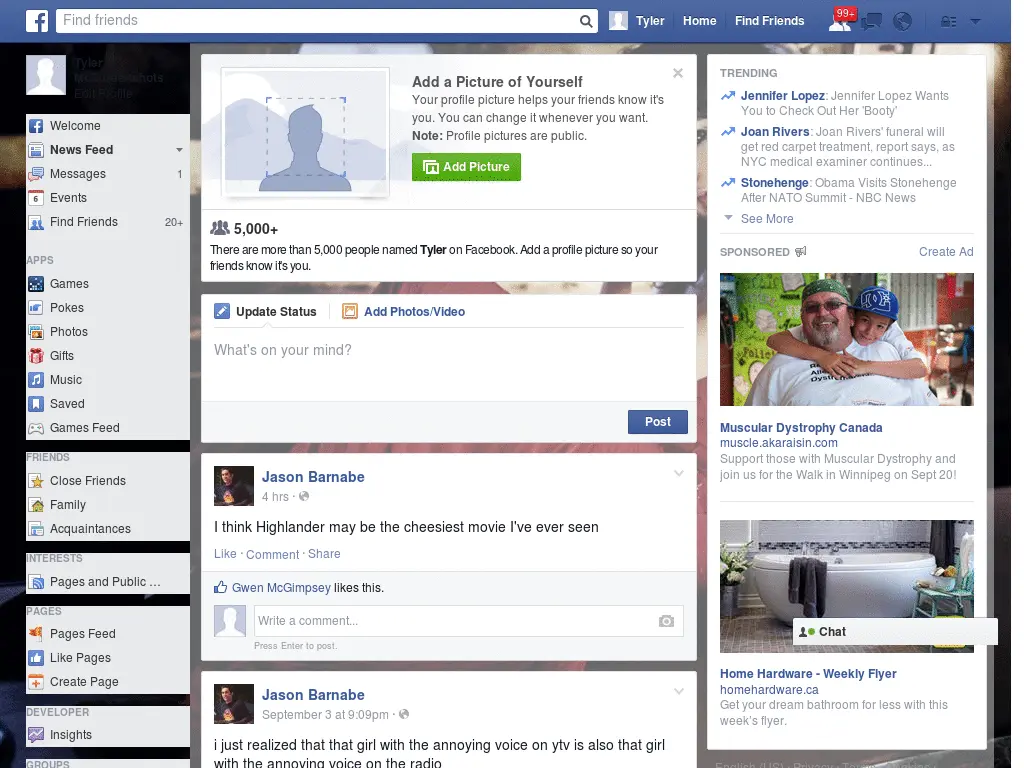 f
Find friends
Tyler
Home
Find Friends
99+
Tyler
McScreenshots
Edit Profile
Welcome
News Feed
Messages 1
6 Events
Find Friends 20+
APPS
Games
Pokes
Photos
Gifts
Music
Saved
Games Feed
FRIENDS
Close Friends
Family
Acquaintances
INTERESTS
Pages and Public ...
PAGES
Pages Feed
Like Pages
Create Page
DEVELOPER
Insights
GROUPS
Add a Picture of Yourself
Your profile picture helps your friends know it's
you. You can change it whenever you want.
Note: Profile pictures are public.
Add Picture
5,000+
There are more than 5,000 people named Tyler on Facebook. Add a profile picture so your
friends know it's you.
Update Status
Add Photos/Video
What's on your mind?
Post
Jason Barnabe
4 hrs ·
I think Highlander may be the cheesiest movie I've ever seen
Like · Comment · Share
Gwen McGimpsey likes this.
Write a comment...
Press Enter to post.
Jason Barnabe
September 3 at 9:09pm ·
i just realized that that girl with the annoying voice on ytv is also that girl
with the annoying voice on the radio
TRENDING
Jennifer Lopez: Jennifer Lopez Wants
You to Check Out Her 'Booty'
Joan Rivers: Joan Rivers' funeral will
get red carpet treatment, report says, as
NYC medical examiner continues...
Stonehenge: Obama Visits Stonehenge
After NATO Summit - NBC News
See More
SPONSORED
Create Ad
Muscular Dystrophy Canada
muscle.akaraisin.com
Support those with Muscular Dystrophy and
join us for the Walk in Winnipeg on Sept 20!
Chat
Home Hardware - Weekly Flyer
homehardware.ca
Get your dream bathroom for less with this
week's flyer.
English (US) · Privacy ·